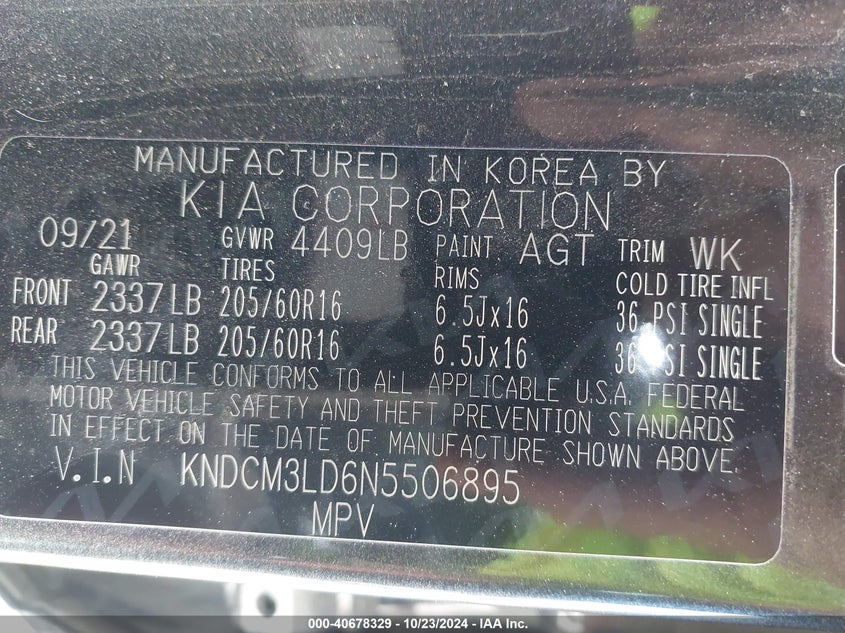 MANUFACTURED IN KOREA BY
KIA CORPORATION
09/21 GVWR 4409LB PAINT AGT TRIM WK
GAWR TIRES RIMS COLD TIRE INFL
FRONT 2337LB 205/60R16 6.5Jx16 36 PSI SINGLE
REAR 2337LB 205/60R16 6.5Jx16 36 PSI SINGLE
THIS VEHICLE CONFORMS TO ALL APPLICABLE U.S.A. FEDERAL
MOTOR VEHICLE SAFETY AND THEFT PREVENTION STANDARDS
IN EFFECT ON THE DATE OF MANUFACTURE SHOWN ABOVE.
V.I.N KNDCM3LD6N5506895
MPV
000-40678329 - 10/23/2024 - IAA Inc.